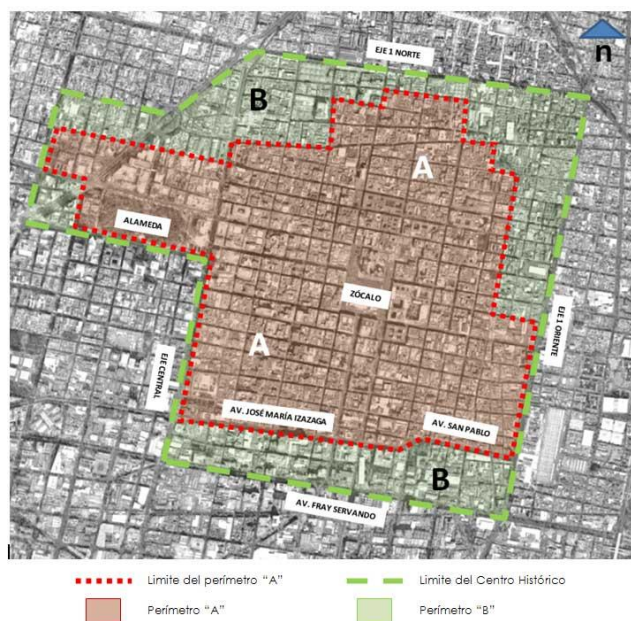 EJE 1 NORTE
n
B
A
ALAMEDA
ZÓCALO
EJE 1 ORIENTE
A
EJE CENTRAL
AV. JOSÉ MARÍA IZAZAGA
AV. SAN PABLO
B
AV. FRAY SERVANDO
Limite del perímetro “A”
Limite del Centro Histórico
Perímetro “A”
Perímetro “B”